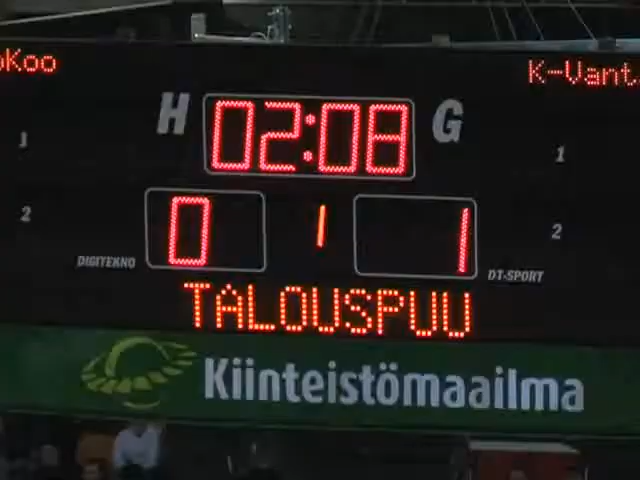 oKoo K-Vant
H 02:08 G
1 1
0 1 1
2 2
DIGITEKNO DT-SPORT
TALOUSPUU
Kiinteistömaailma